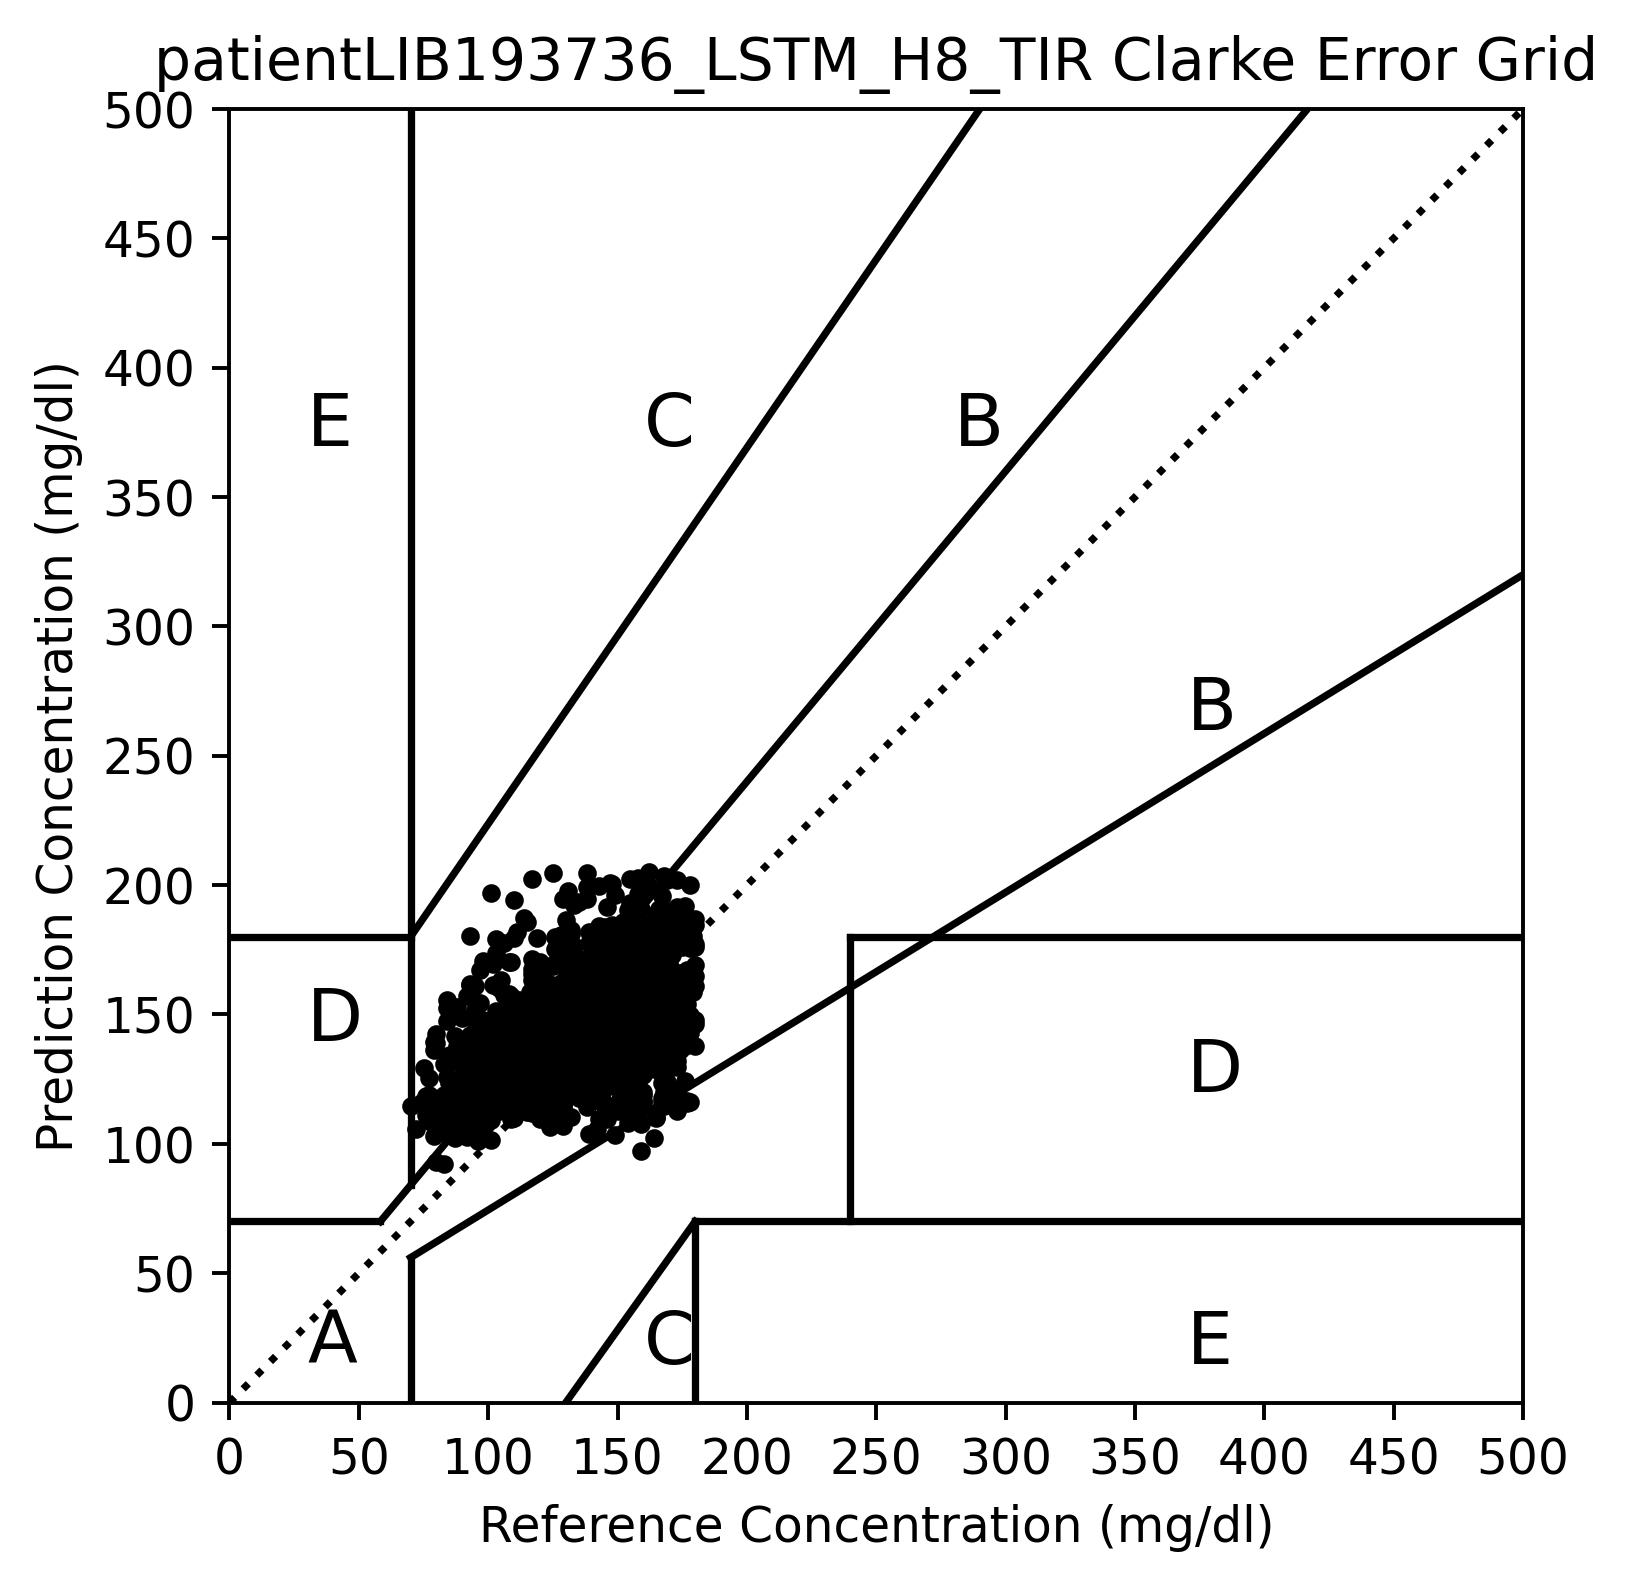 patientLIB193736_LSTM_H8_TIR Clarke Error Grid
500
450
400
350
300
250
200
150
100
50
0
Prediction Concentration (mg/dl)
E
C
B
B
D
D
A
C
E
0 50 100 150 200 250 300 350 400 450 500
Reference Concentration (mg/dl)